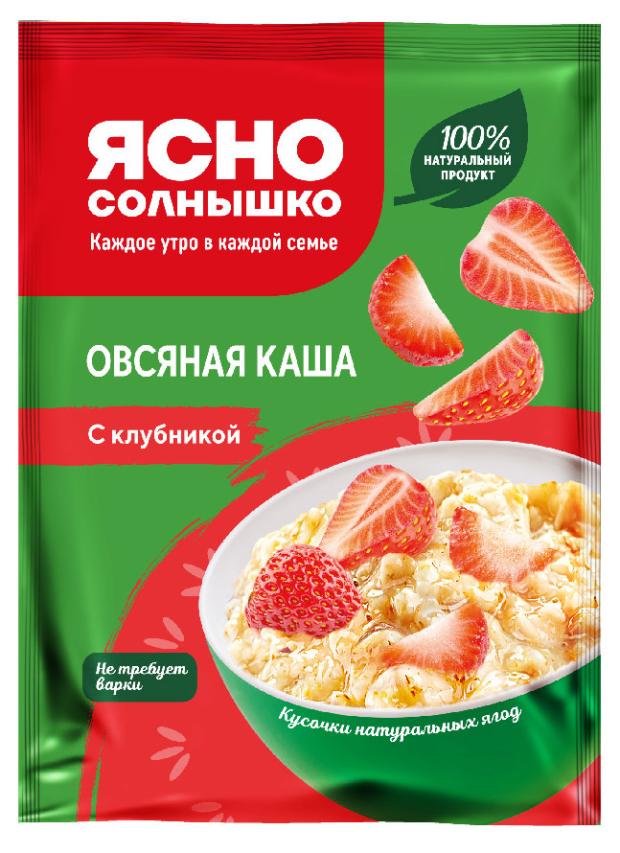 ЯСНО
СОЛНЫШКО
Каждое утро в каждой семье
100%
НАТУРАЛЬНЫЙ
ПРОДУКТ
ОВСЯНАЯ КАША
С клубникой
Не требует
варки
Кусочки натуральных ягод